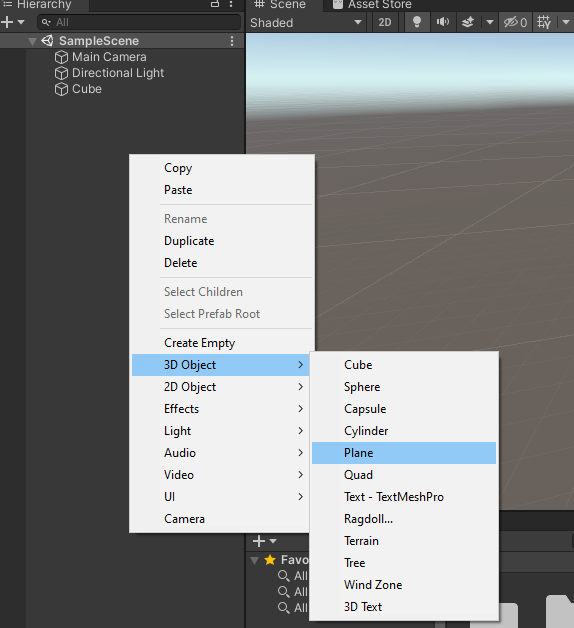 Hierarchy
Scene
Asset Store
All
Shaded
2D
0
SampleScene
Main Camera
Directional Light
Cube
Copy
Paste
Rename
Duplicate
Delete
Select Children
Select Prefab Root
Create Empty
3D Object
2D Object
Effects
Light
Audio
Video
UI
Camera
Cube
Sphere
Capsule
Cylinder
Plane
Quad
Text - TextMeshPro
Ragdoll...
Terrain
Tree
Wind Zone
3D Text
Favo
All
All
All